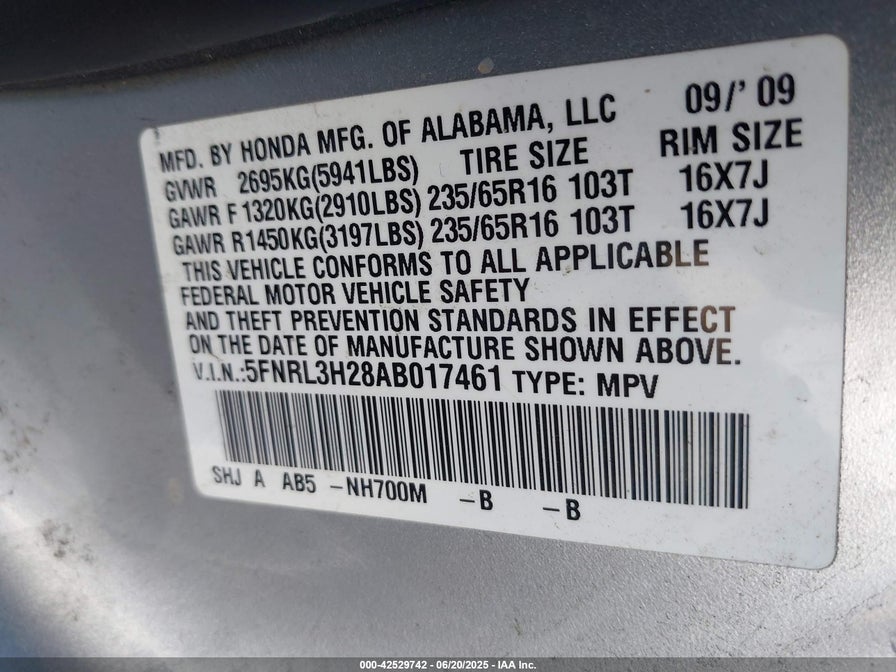 09/' 09
MFD. BY HONDA MFG. OF ALABAMA, LLC
GVWR 2695KG(5941LBS) TIRE SIZE RIM SIZE
GAWR F1320KG(2910LBS) 235/65R16 103T 16X7J
GAWR R1450KG(3197LBS) 235/65R16 103T 16X7J
THIS VEHICLE CONFORMS TO ALL APPLICABLE
FEDERAL MOTOR VEHICLE SAFETY
AND THEFT PREVENTION STANDARDS IN EFFECT
ON THE DATE OF MANUFACTURE SHOWN ABOVE.
V.I.N.:5FNRL3H28AB017461 TYPE: MPV
SHJ A AB5 -NH700M -B -B
000-42529742 - 06/20/2025 - IAA Inc.